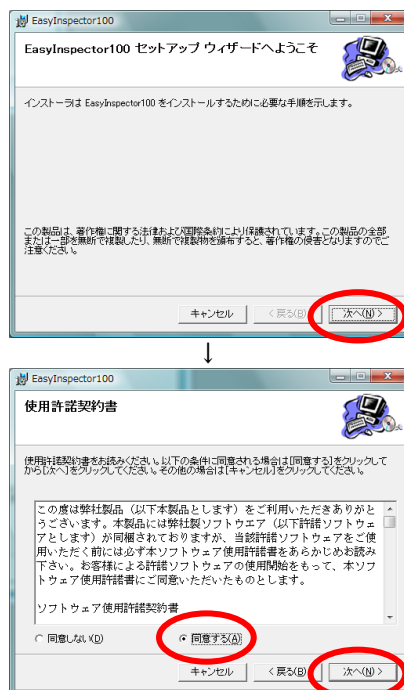 EasyInspector100
EasyInspector100 セットアップ ウィザードへようこそ
インストーラは EasyInspector100 をインストールするために必要な手順を示します。
この製品は、著作権に関する法律および国際条約により保護されています。この製品の全部
または一部を無断で複製したり、無断で複製物を頒布すると、著作権の侵害となりますのでご
注意ください。
キャンセル
< 戻る(B)
次へ(N) >
↓
EasyInspector100
使用許諾契約書
使用許諾契約書をお読みください。以下の条件に同意される場合は[同意する]をクリックして
から[次へ]をクリックしてください。その他の場合は[キャンセル]をクリックしてください。
この度は弊社製品（以下本製品とします）をご利用いただきありがと
うございます。本製品には弊社製ソフトウエア（以下許諾ソフトウェ
アとします）が同梱されておりますが、当該許諾ソフトウェアをご使
用いただく前には必ず本ソフトウェア使用許諾書をあらかじめお読み
下さい。お客様による許諾ソフトウェアの使用開始をもって、本ソフ
トウェア使用許諾書にご同意いただいたものとします。
ソフトウェア使用許諾契約書
同意しない(D)
同意する(A)
キャンセル
< 戻る(B)
次へ(N) >